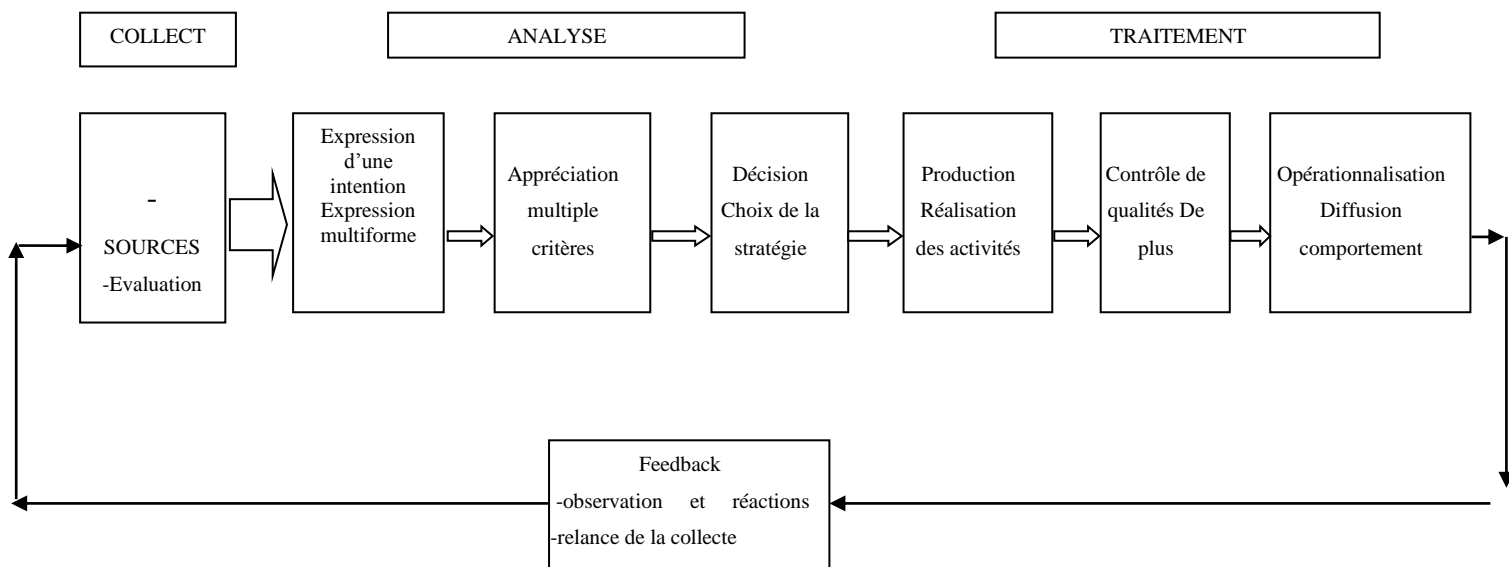 COLLECT
ANALYSE
TRAITEMENT
-
SOURCES
-Evaluation
Expression
d’une
intention
Expression
multiforme
Appréciation
multiple
critères
Décision
Choix de la
stratégie
Production
Réalisation
des activités
Contrôle de
qualités De
plus
Opérationnalisation
Diffusion
comportement
Feedback
-observation et réactions
-relance de la collecte